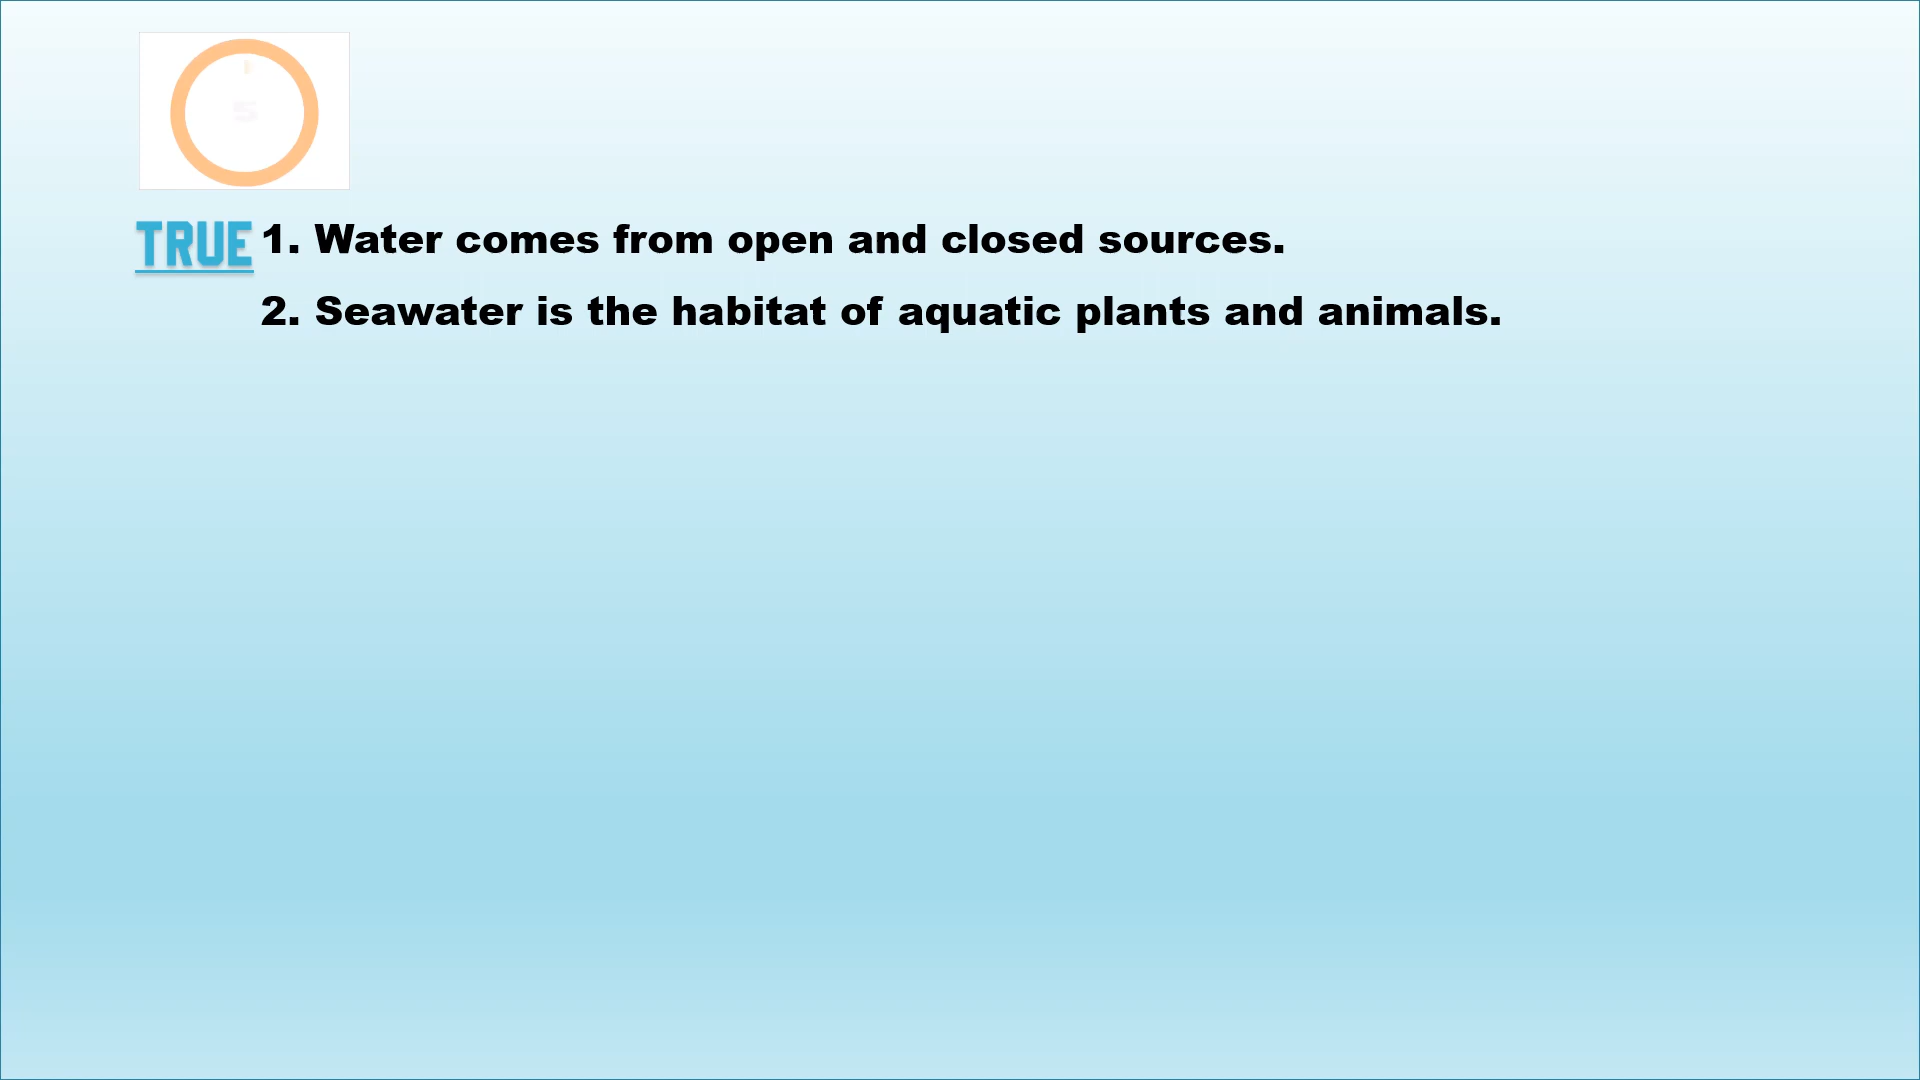 TRUE 1. Water comes from open and closed sources.
2. Seawater is the habitat of aquatic plants and animals.